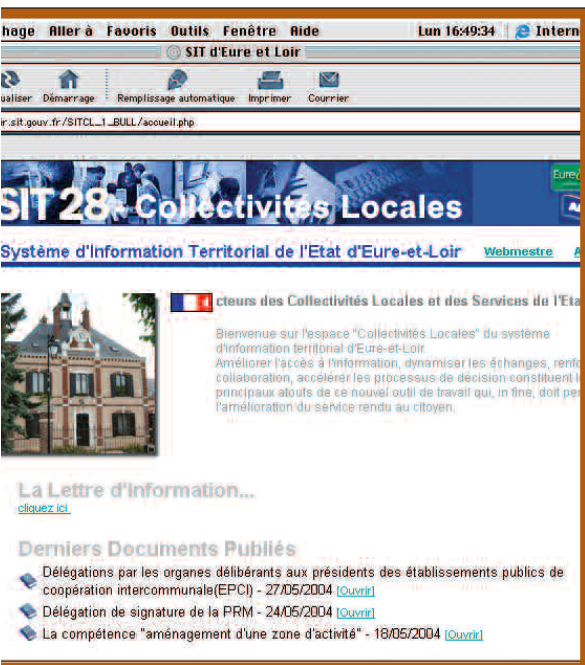 hage Aller à Favoris Outils Fenêtre Aide Lun 16:49:34 Intern
SIT d'Eure et Loir
ualiser Démarrage Remplissage automatique Imprimer Courrier
ir.sit.gouv.fr/SITCL_1_BULL/accueil.php
Eure
SIT 28 - Collectivités Locales
Système d'Information Territorial de l'Etat d'Eure-et-Loir Webmestre A
cteurs des Collectivités Locales et des Services de l'Eta
Bienvenue sur l'espace "Collectivités Locales" du système
d'information territorial d'Eure-et-Loir.
Améliorer l'accès à l'information, dynamiser les échanges, renfo
collaboration, accélérer les processus de décision constituent l
principaux atouts de ce nouvel outil de travail qui, in fine, doit per
l'amélioration du service rendu au citoyen.
La Lettre d'Information...
cliquez ici
Derniers Documents Publiés
Délégations par les organes délibérants aux présidents des établissements publics de
coopération intercommunale(EPCI) - 27/05/2004 [Ouvrir]
Délégation de signature de la PRM - 24/05/2004 [Ouvrir]
La compétence "aménagement d'une zone d'activité" - 18/05/2004 [Ouvrir]